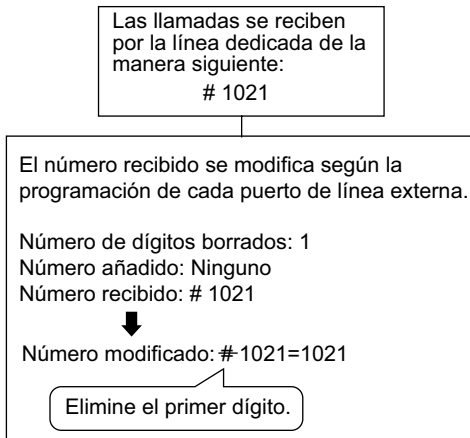 Las llamadas se reciben
por la línea dedicada de la
manera siguiente:
# 1021
El número recibido se modifica según la
programación de cada puerto de línea externa.
Número de dígitos borrados: 1
Número añadido: Ninguno
Número recibido: # 1021
Número modificado: #1021=1021
Elimine el primer dígito.